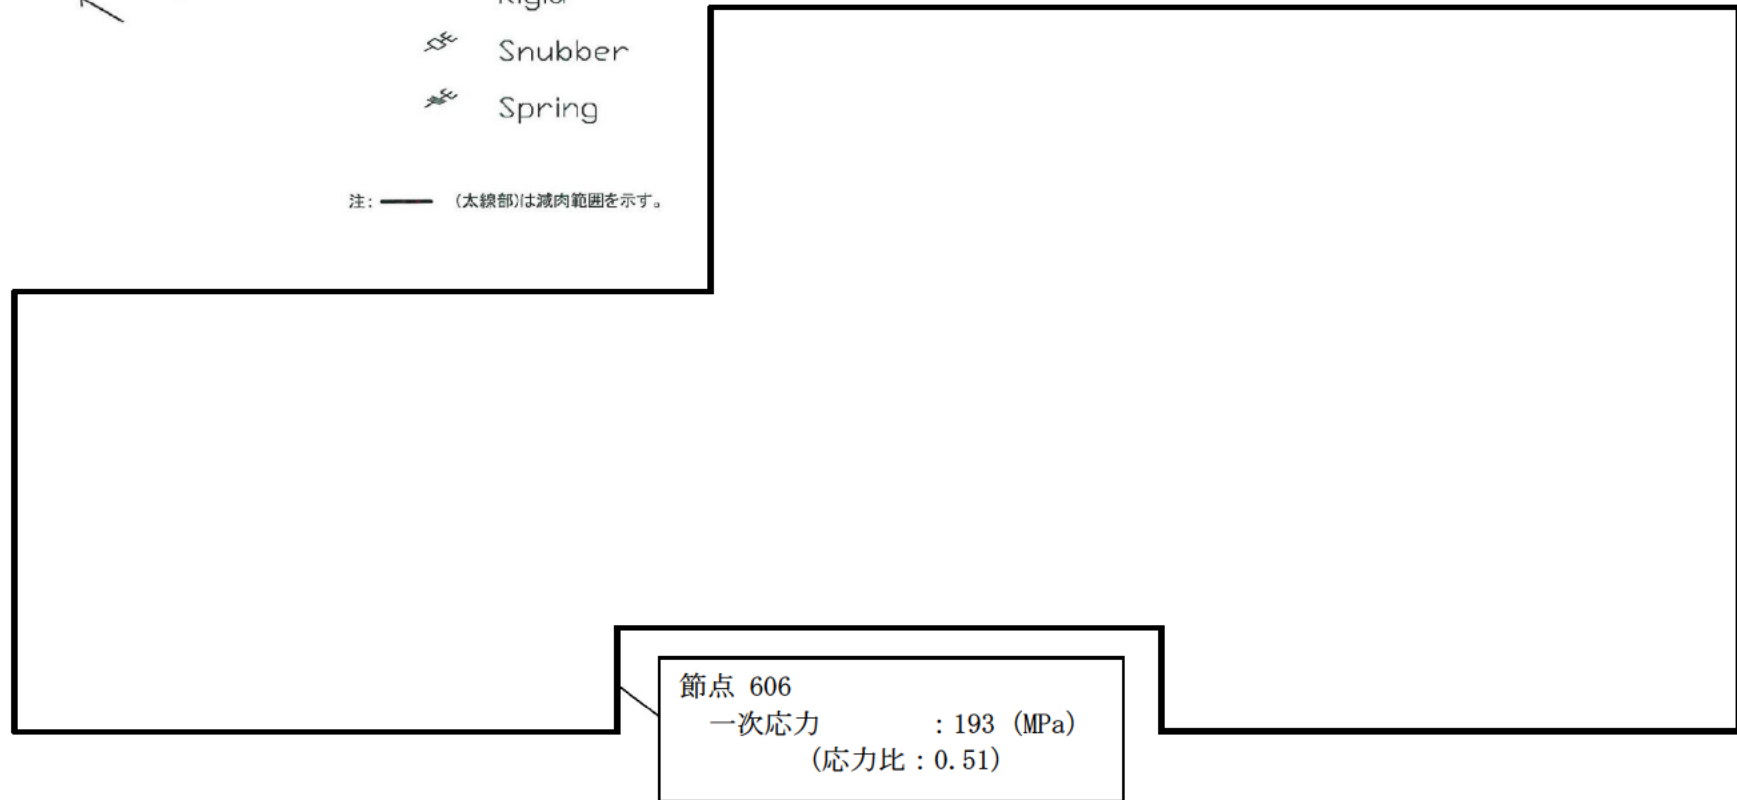 Snubber
Spring
注: (太線部)は減肉範囲を示す。
節点 606
一次応力 : 193 (MPa)
(応力比 : 0.51)